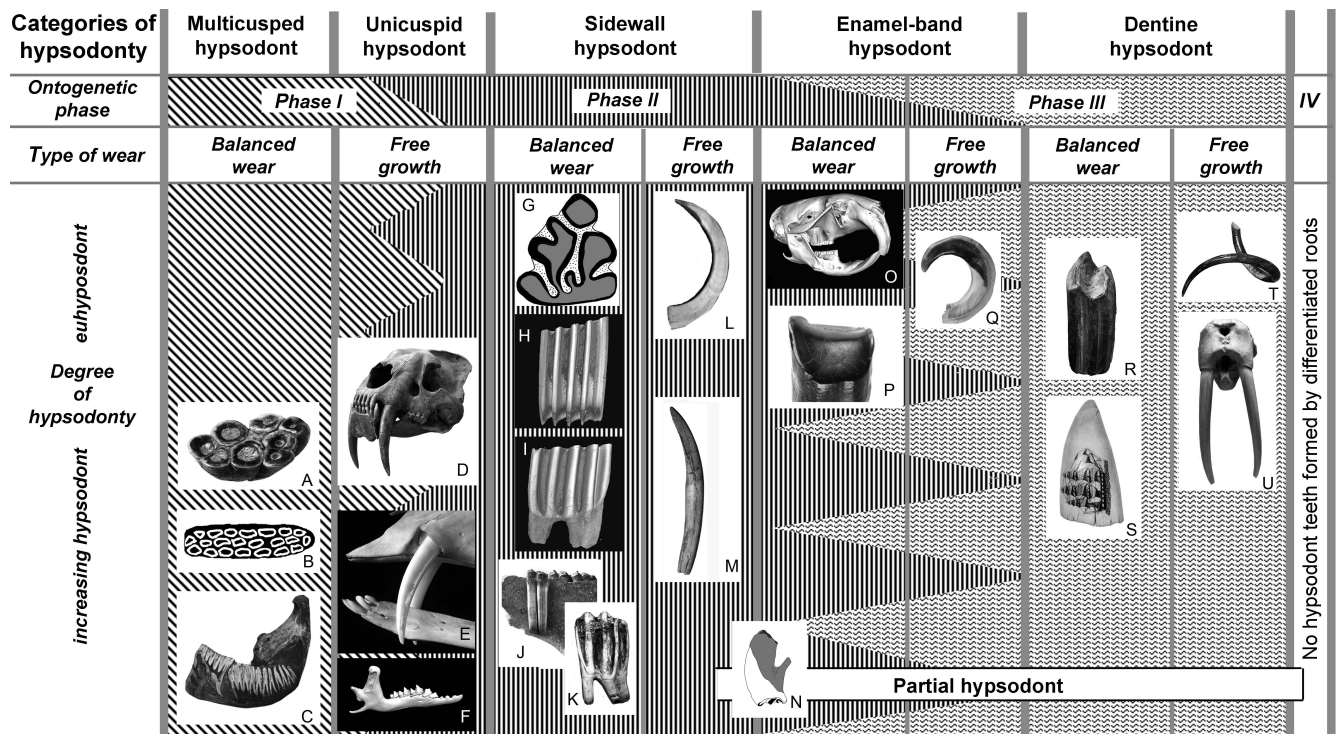 Categories of
hypsodonty
Multicusped
hypsodont
Unicuspid
hypsodont
Sidewall
hypsodont
Enamel-band
hypsodont
Dentine
hypsodont
Ontogenetic
phase
Phase I
Phase II
Phase III
IV
Type of wear
Balanced
wear
Free
growth
Balanced
wear
Free
growth
Balanced
wear
Free
growth
Balanced
wear
Free
growth
euhyposdont
Degree
of
hypsodonty
increasing hypsodont
A
B
C
D
E
F
G
H
I
J
K
L
M
N
O
P
Q
R
S
T
U
Partial hypsodont
No hypsodont teeth formed by differentiated roots